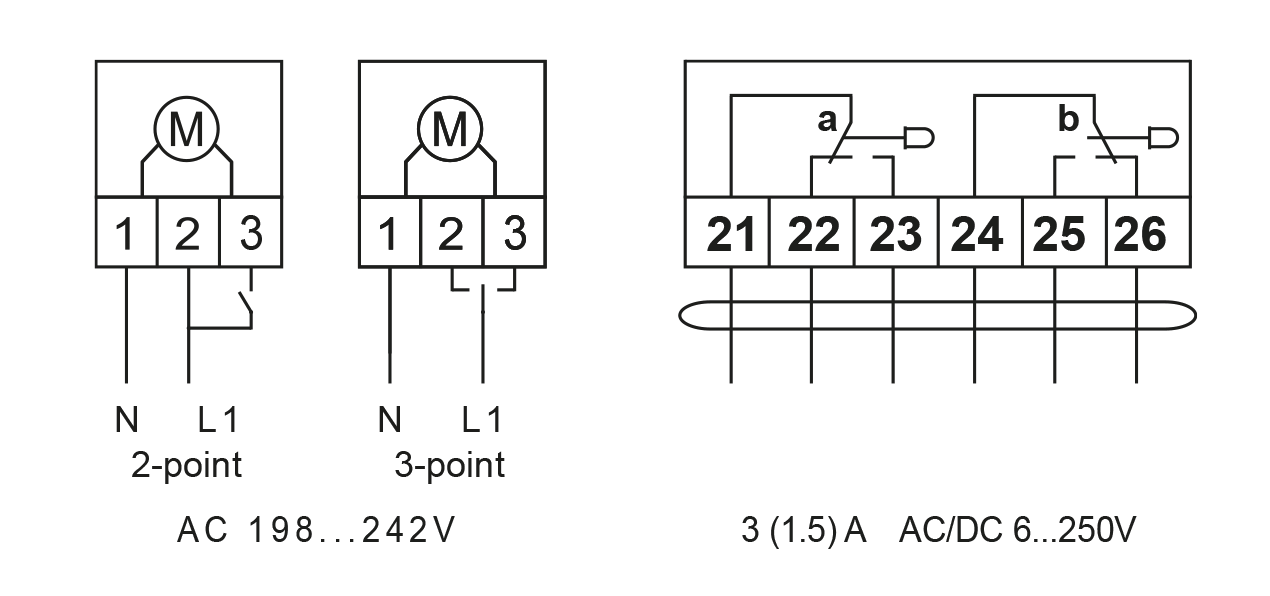 M M a b
1 2 3 1 2 3 21 22 23 24 25 26
N L1 N L1
2-point 3-point
AC 198...242V 3 (1.5) A AC/DC 6...250V